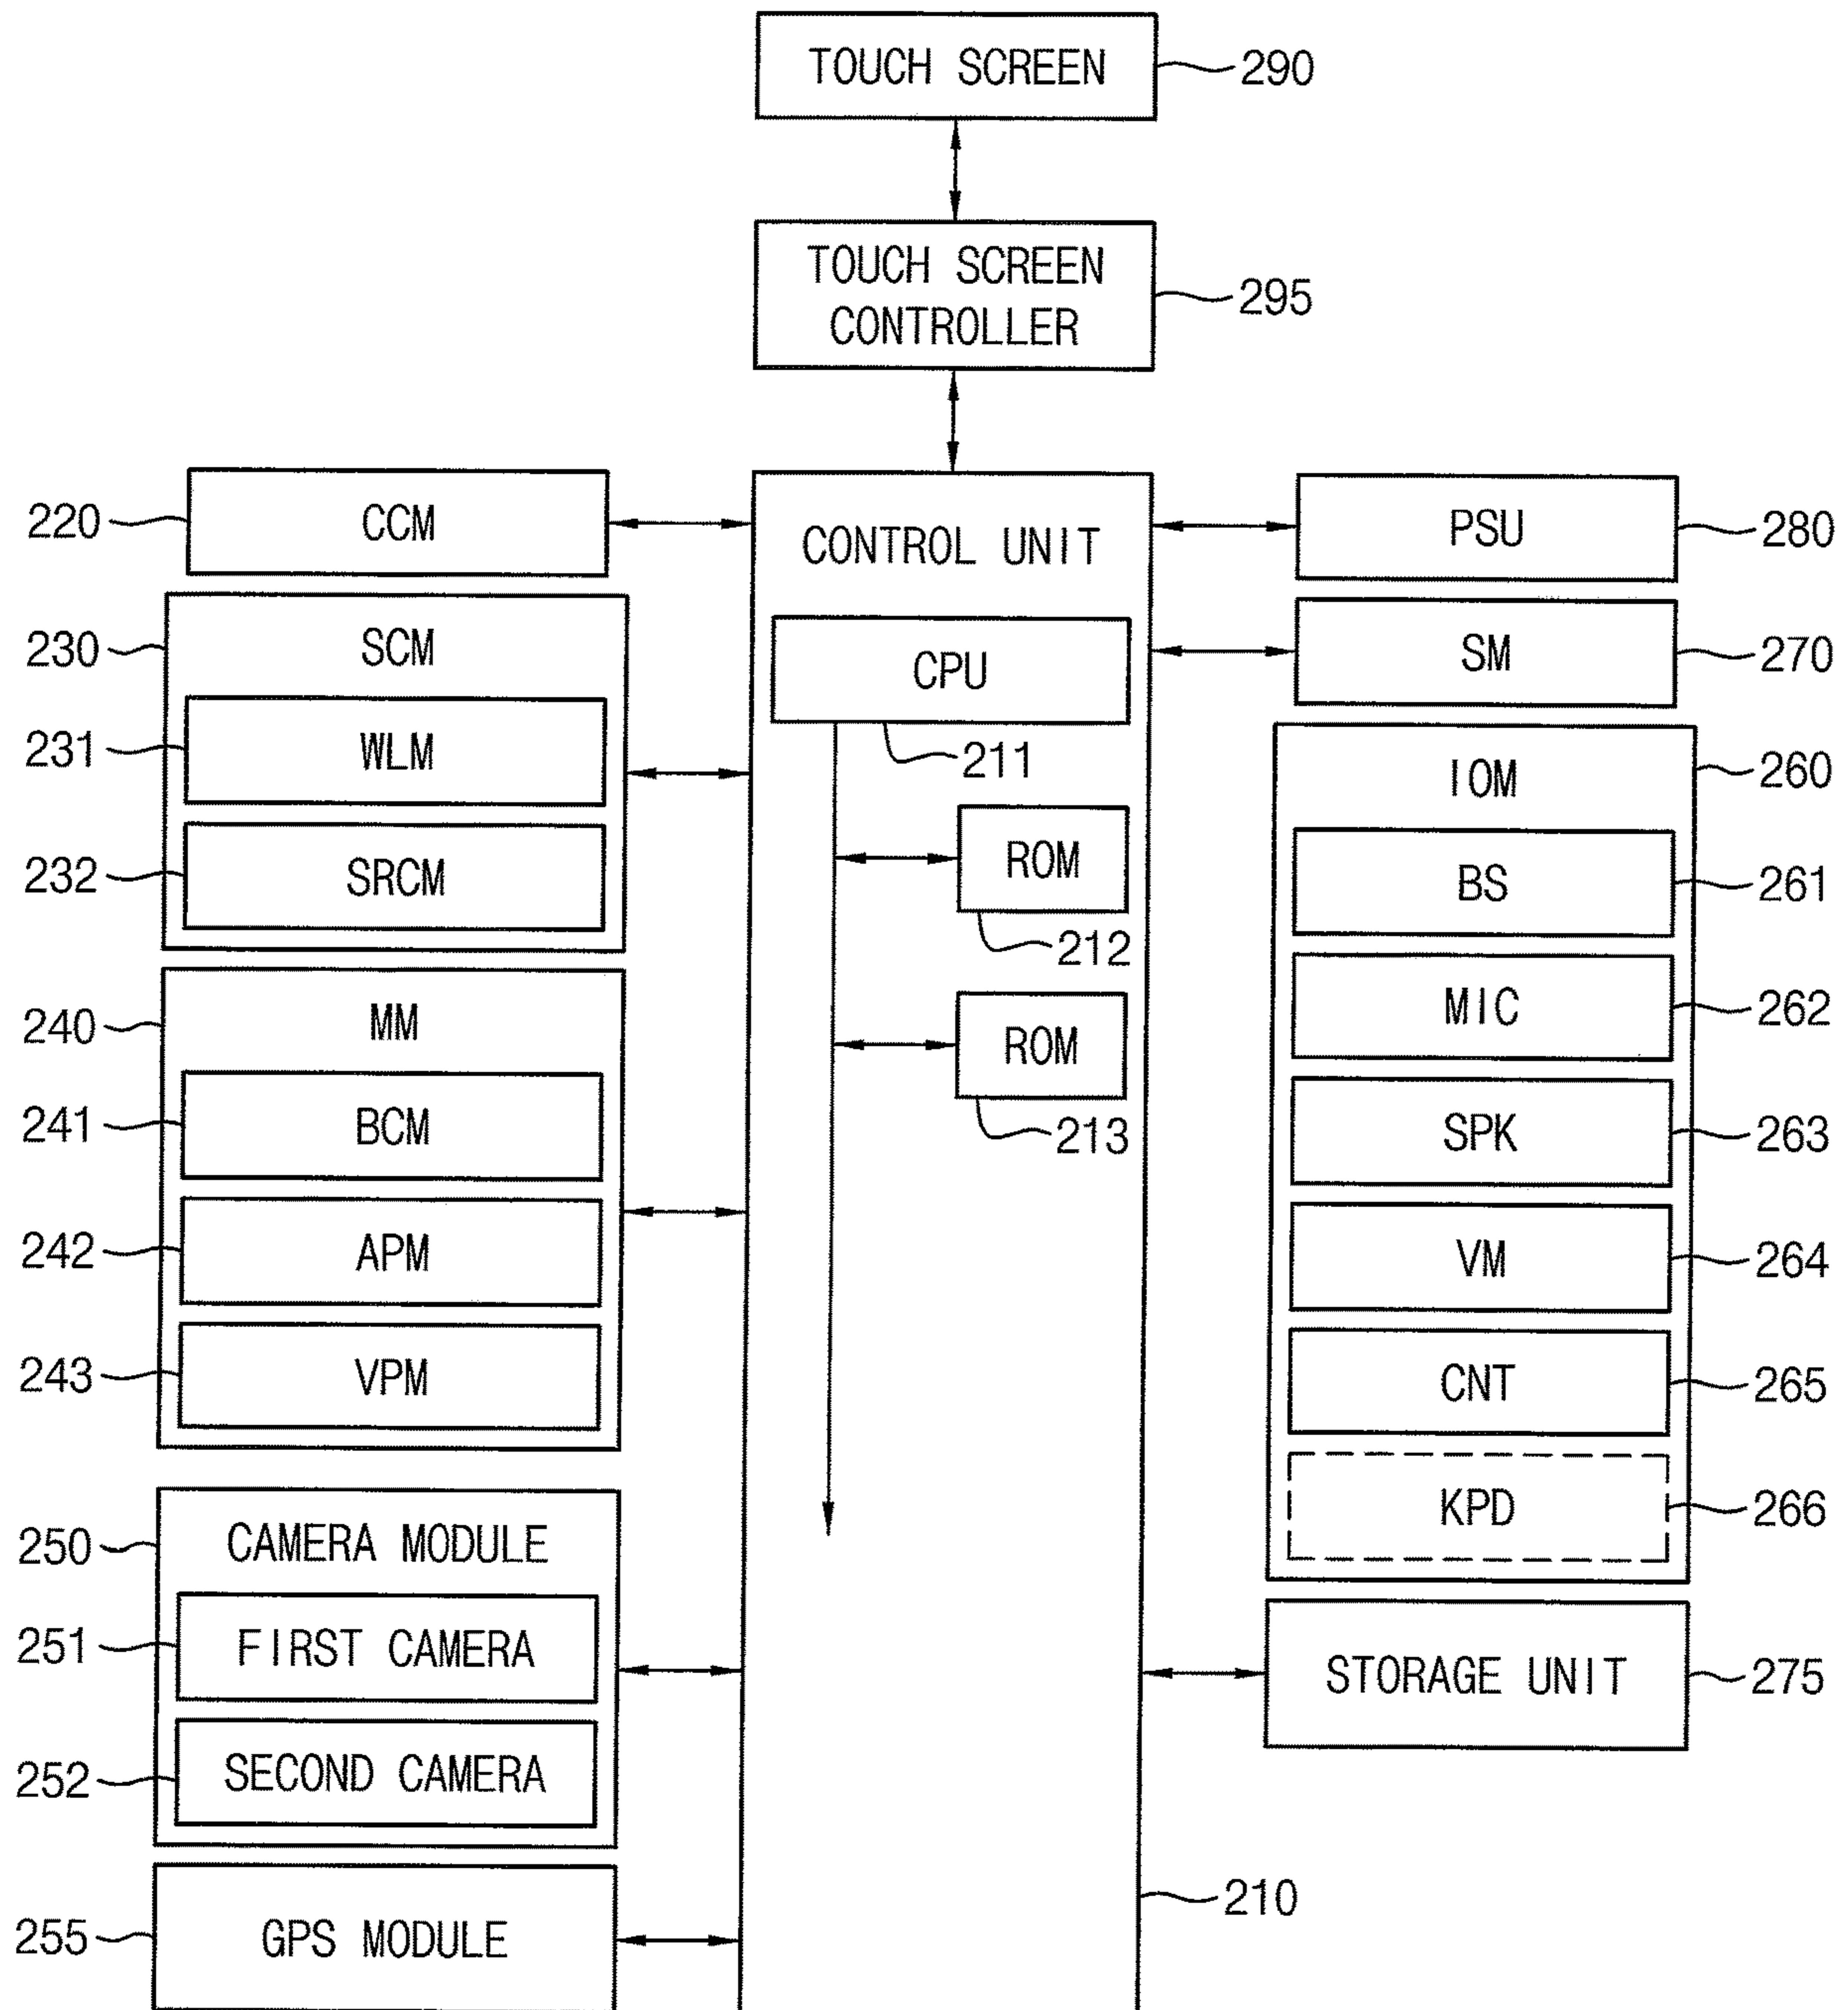 TOUCH SCREEN
290
TOUCH SCREEN
CONTROLLER
295
220
CCM
230
SCM
231
WLM
232
SRCM
240
MM
241
BCM
242
APM
243
VPM
250
CAMERA MODULE
251
FIRST CAMERA
252
SECOND CAMERA
255
GPS MODULE
CONTROL UNIT
CPU
211
ROM
212
ROM
213
210
PSU
280
SM
270
IOM
260
BS
261
MIC
262
SPK
263
VM
264
CNT
265
KPD
266
STORAGE UNIT
275